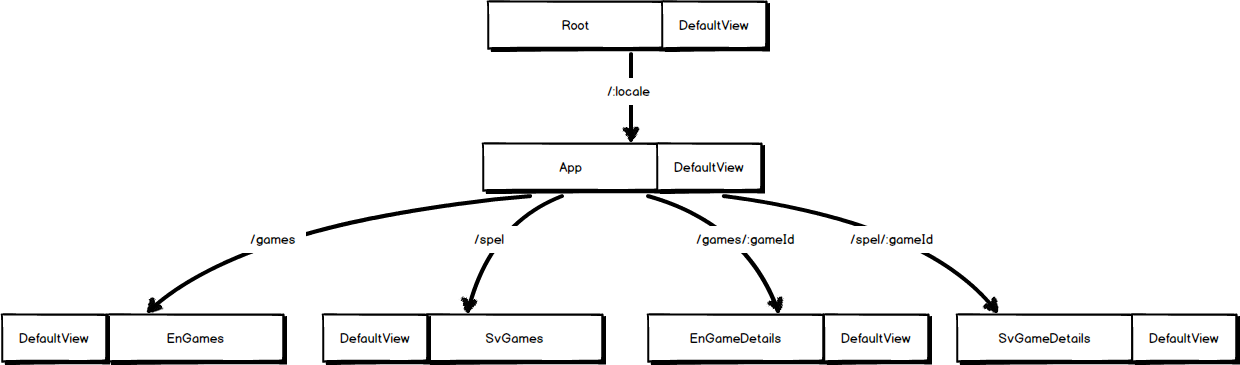 Root DefaultView
/:locale
App DefaultView
/games /spel /games/:gameId /spel/:gameId
DefaultView EnGames DefaultView SvGames EnGameDetails DefaultView SvGameDetails DefaultView